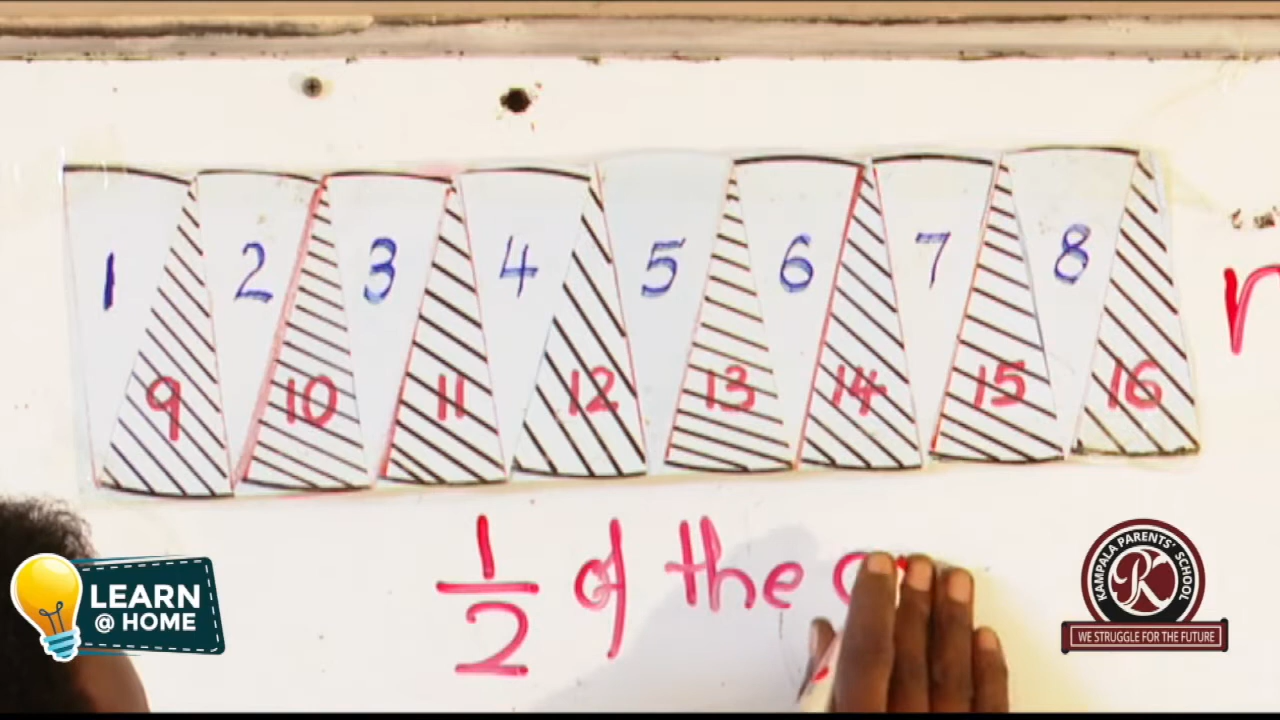 1 2 3 4 5 6 7 8
9 10 11 12 13 14 15 16
1/2 of the
LEARN
@ HOME
KAMPALA PARENTS' SCHOOL
K
WE STRUGGLE FOR THE FUTURE